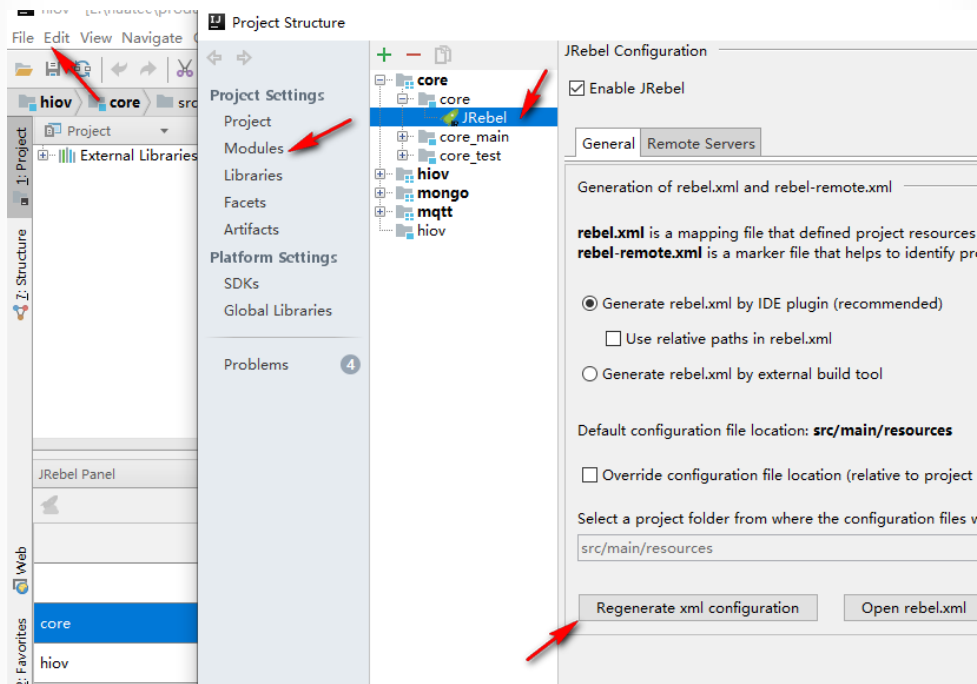 hiov
File Edit View Navigate
hiov core src
1: Project
Project
External Libraries
7: Structure
JRebel Panel
Web
core
2: Favorites
hiov
Project Structure
Project Settings
Project
Modules
Libraries
Facets
Artifacts
Platform Settings
SDKs
Global Libraries
Problems 4
core
core
JRebel
core_main
core_test
hiov
mongo
mqtt
hiov
JRebel Configuration
Enable JRebel
General Remote Servers
Generation of rebel.xml and rebel-remote.xml
rebel.xml is a mapping file that defined project resources
rebel-remote.xml is a marker file that helps to identify pr
Generate rebel.xml by IDE plugin (recommended)
Use relative paths in rebel.xml
Generate rebel.xml by external build tool
Default configuration file location: src/main/resources
Override configuration file location (relative to project
Select a project folder from where the configuration files
src/main/resources
Regenerate xml configuration Open rebel.xml